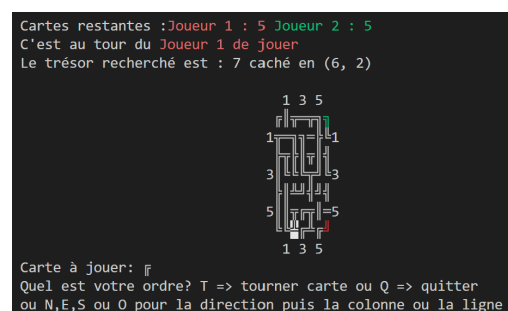 Cartes restantes :Joueur 1 : 5 Joueur 2 : 5
C'est au tour du Joueur 1 de jouer
Le trésor recherché est : 7 caché en (6, 2)
1 3 5
1 1
3 3
5 5
1 3 5
Carte à jouer: ╔
Quel est votre ordre? T => tourner carte ou Q => quitter
ou N,E,S ou O pour la direction puis la colonne ou la ligne